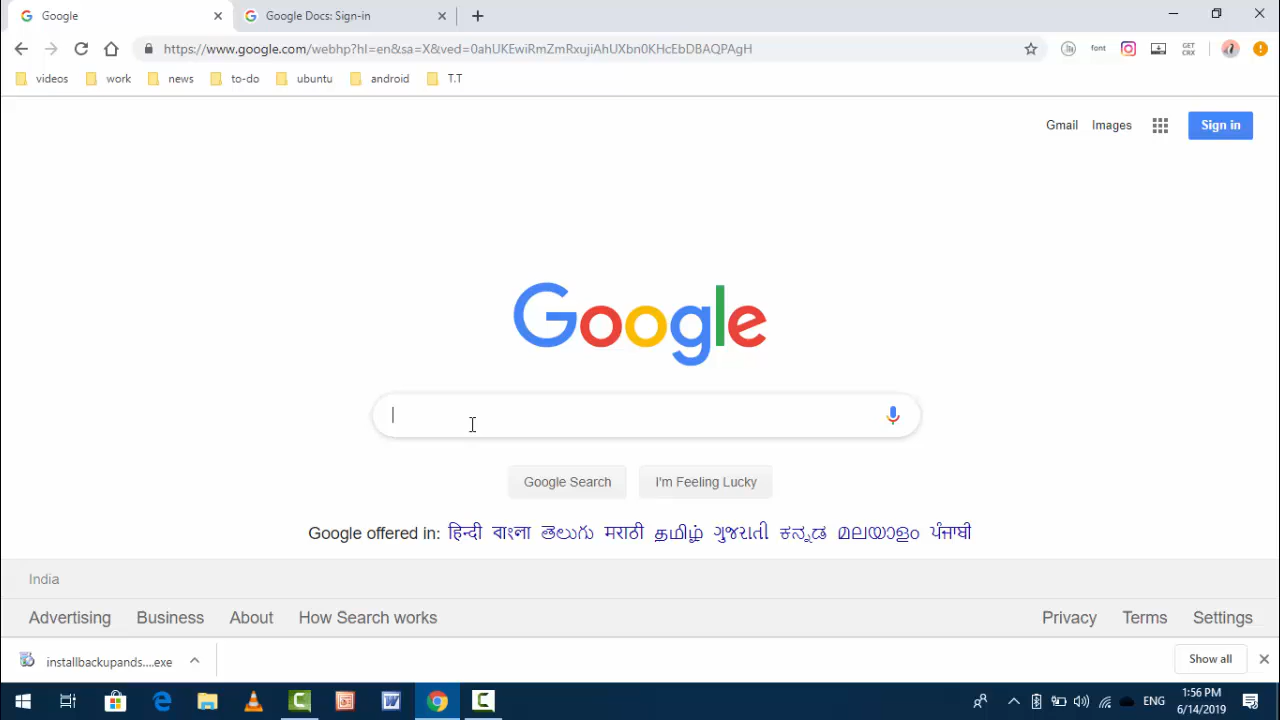 Google
Google Docs: Sign-in
https://www.google.com/webhp?hl=en&sa=X&ved=0ahUKEwiRmZmRxujiAhUXbn0KHcEbDBAQPAgH
font
GET CRX
videos work news to-do ubuntu android T.T
Gmail Images Sign in
Google
Google Search I'm Feeling Lucky
Google offered in: हिन्दी বাংলা తెలుగు मराठी தமிழ் ગુજરાતી ಕನ್ನಡ മലയാളം ਪੰਜਾਬੀ
India
Advertising Business About How Search works Privacy Terms Settings
installbackupands....exe Show all
ENG
1:56 PM
6/14/2019